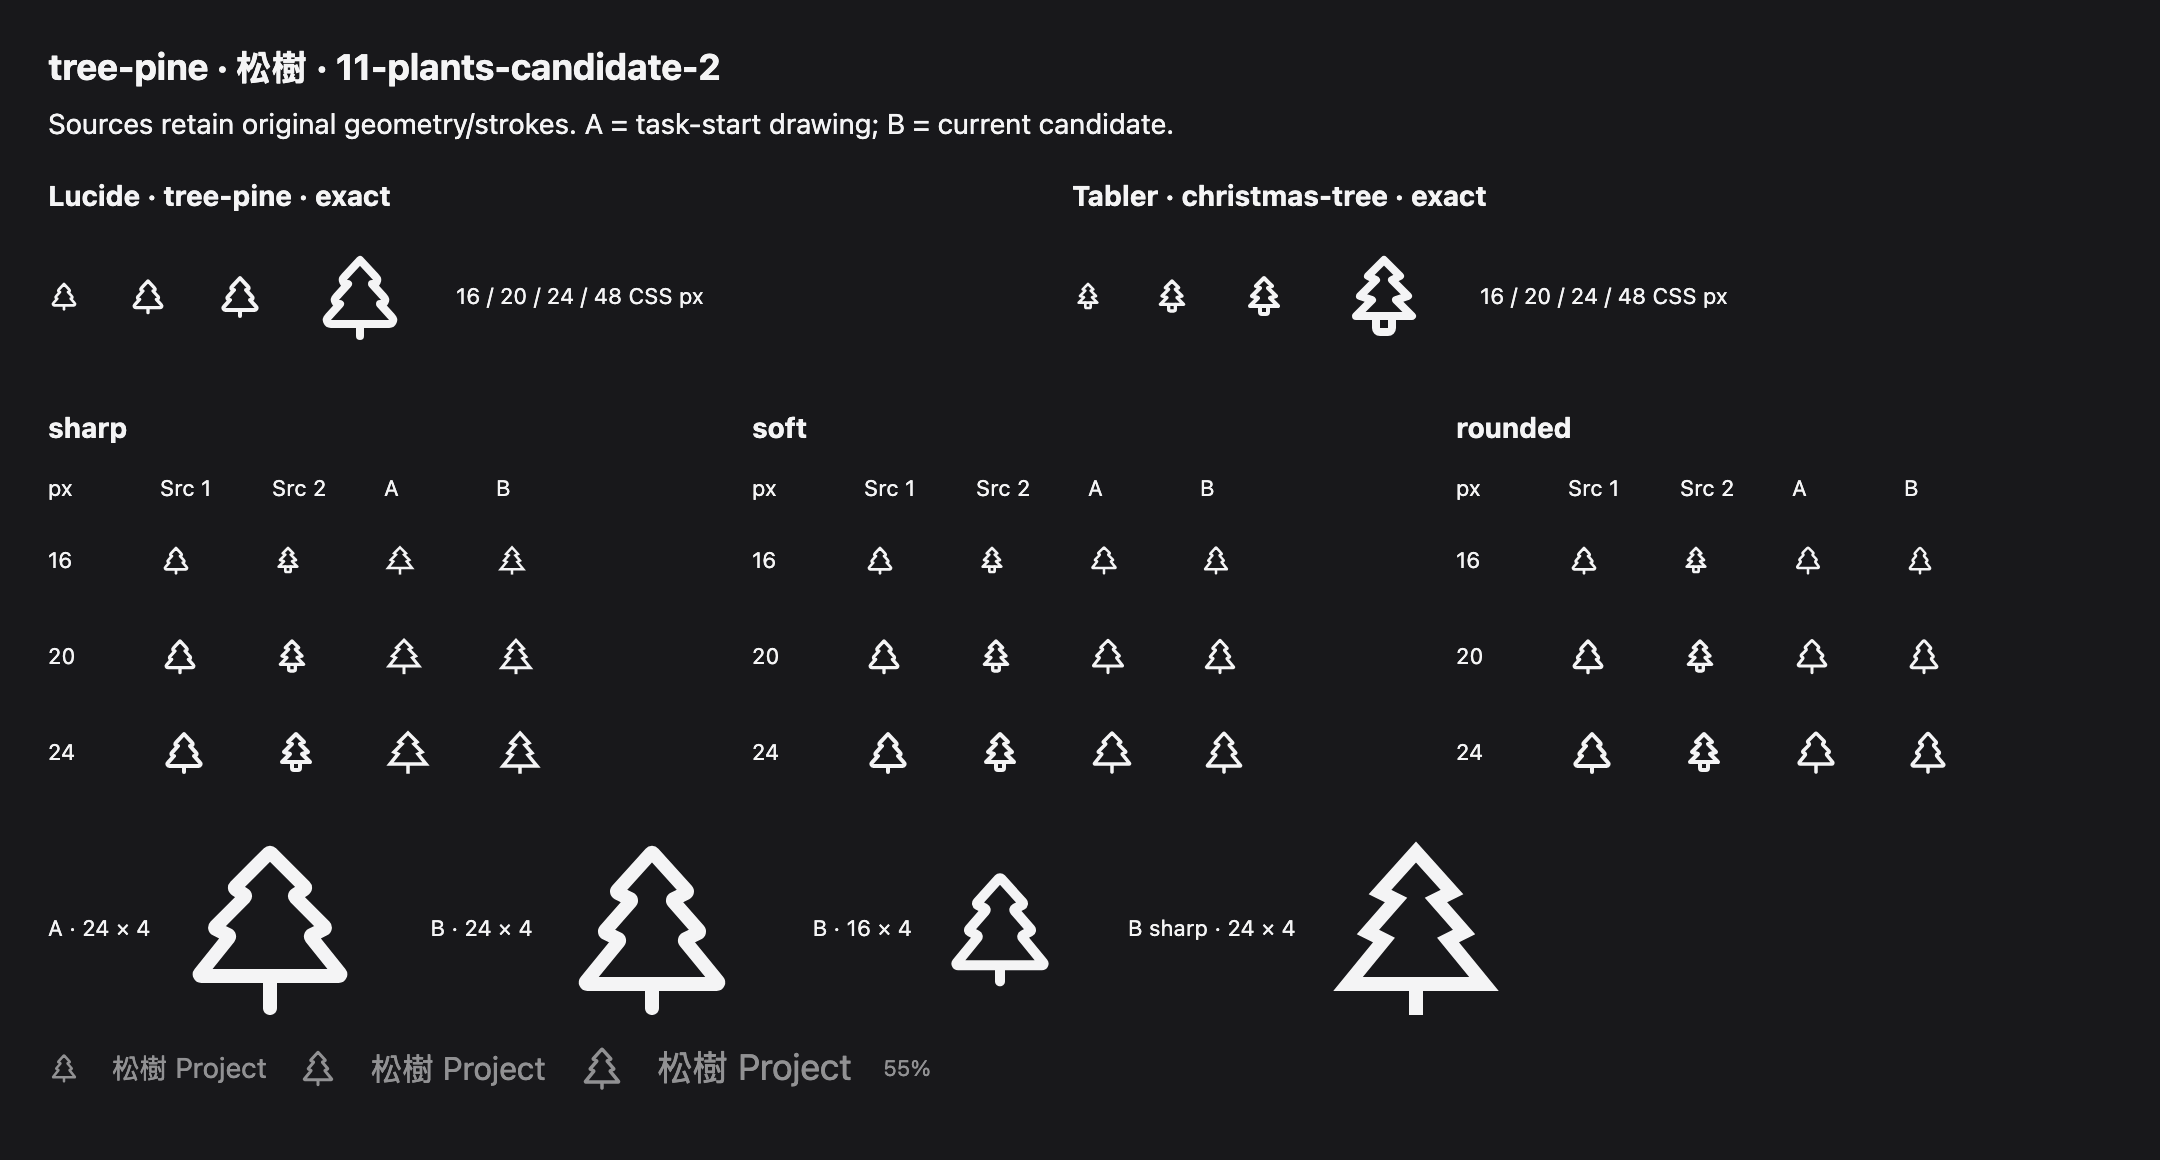 tree-pine · 松樹 · 11-plants-candidate-2
Sources retain original geometry/strokes. A = task-start drawing; B = current candidate.
Lucide · tree-pine · exact
16 / 20 / 24 / 48 CSS px
Tabler · christmas-tree · exact
16 / 20 / 24 / 48 CSS px
sharp
px Src 1 Src 2 A B
16
20
24
soft
px Src 1 Src 2 A B
16
20
24
rounded
px Src 1 Src 2 A B
16
20
24
A · 24 × 4
B · 24 × 4
B · 16 × 4
B sharp · 24 × 4
松樹 Project 松樹 Project 松樹 Project 55%